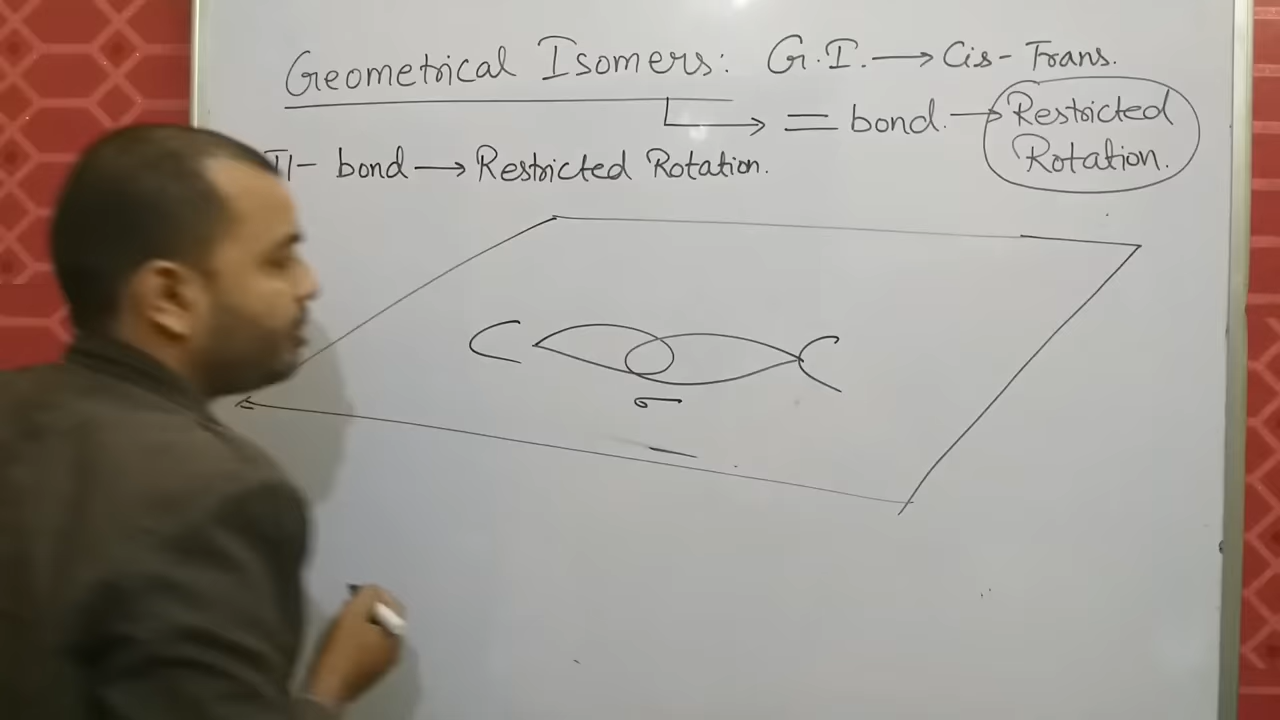 Geometrical Isomers: G.I. → Cis-Trans.
= bond. → Restricted
Rotation.
π- bond → Restricted Rotation.
C C
σ